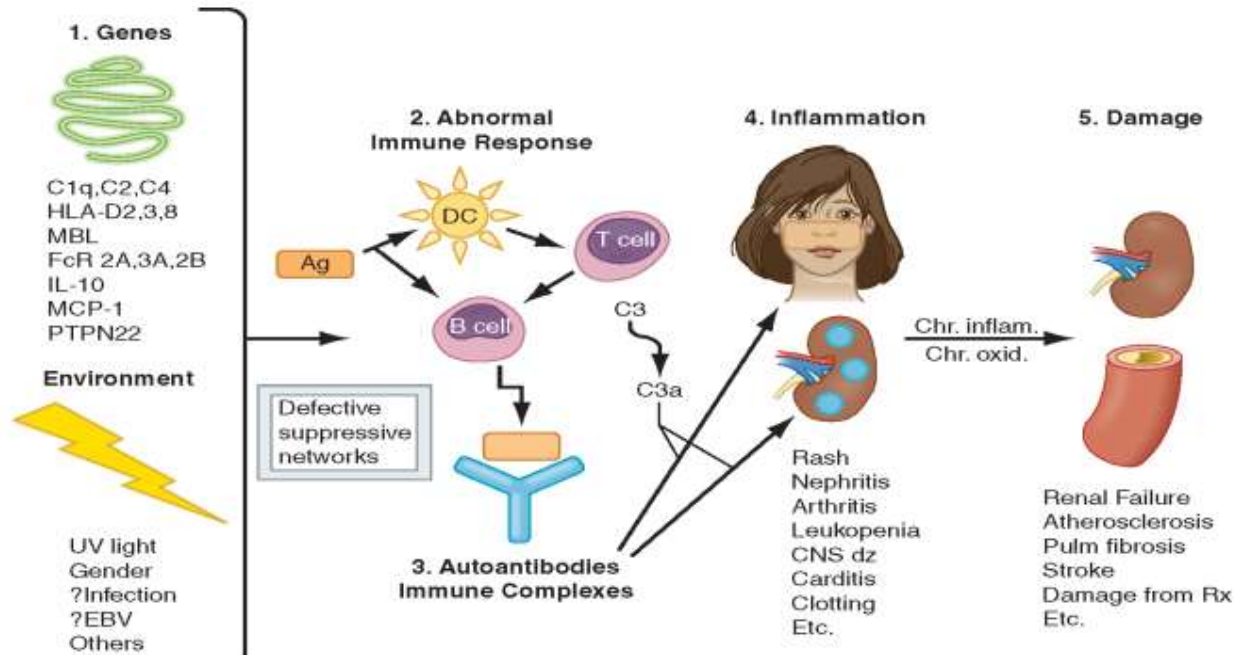 1. Genes
C1q,C2,C4
HLA-D2,3,8
MBL
FcR 2A,3A,2B
IL-10
MCP-1
PTPN22
Environment
UV light
Gender
?Infection
?EBV
Others
2. Abnormal
Immune Response
DC
T cell
Ag
B cell
C3
C3a
Defective
suppressive
networks
3. Autoantibodies
Immune Complexes
4. Inflammation
Rash
Nephritis
Arthritis
Leukopenia
CNS dz
Carditis
Clotting
Etc.
Chr. inflam.
Chr. oxid.
5. Damage
Renal Failure
Atherosclerosis
Pulm fibrosis
Stroke
Damage from Rx
Etc.